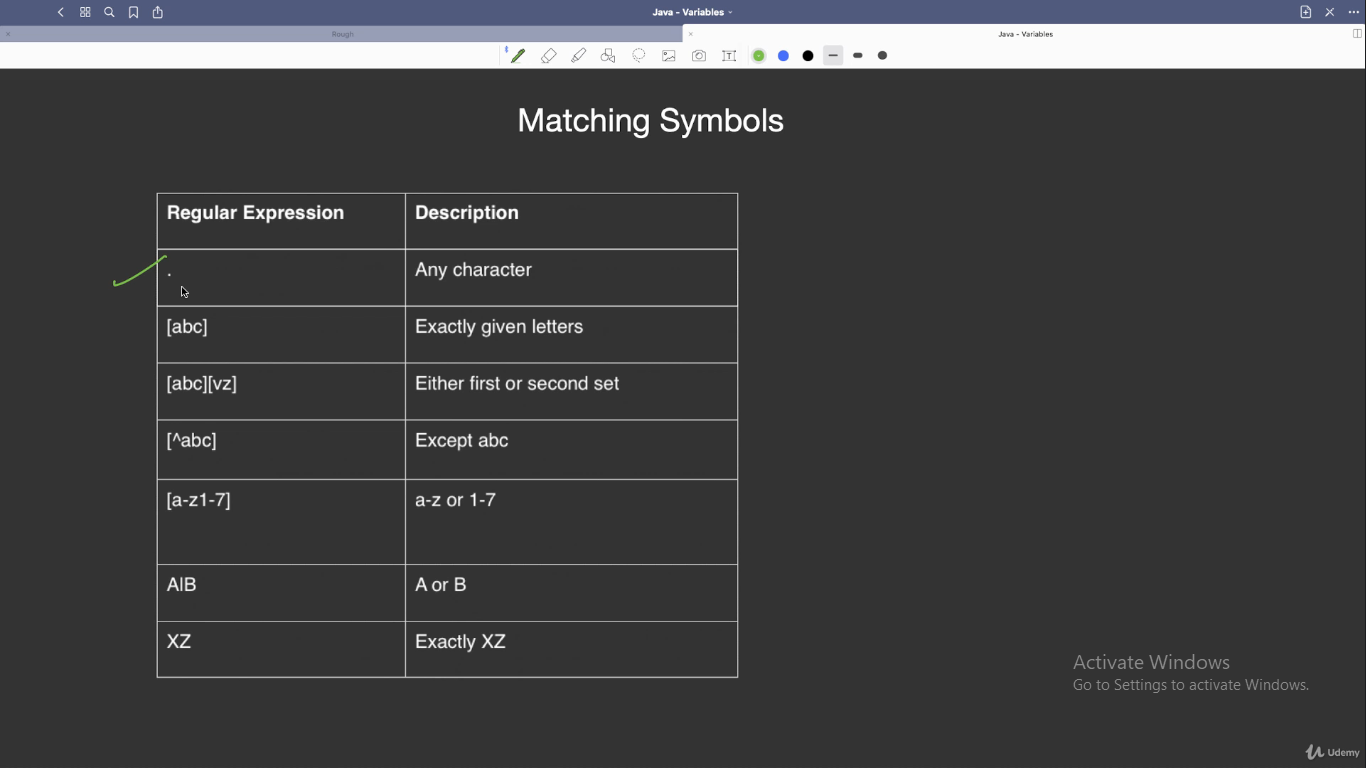 Java - Variables
Rough
Java - Variables
Matching Symbols
Regular Expression Description
. Any character
[abc] Exactly given letters
[abc][vz] Either first or second set
[^abc] Except abc
[a-z1-7] a-z or 1-7
A|B A or B
XZ Exactly XZ
Activate Windows
Go to Settings to activate Windows.
Udemy